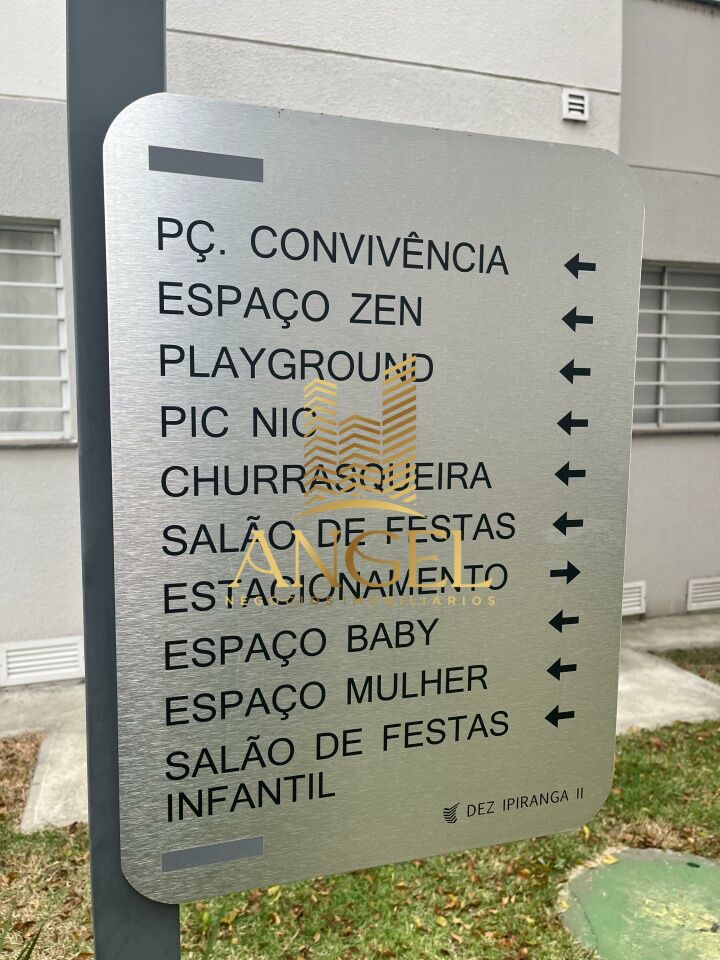 PÇ. CONVIVÊNCIA
ESPAÇO ZEN
PLAYGROUND
PIC NIC
CHURRASQUEIRA
SALÃO DE FESTAS
ANGEL
ESTACIONAMENTO
NEGÓCIOS IMOBILIÁRIOS
ESPAÇO BABY
ESPAÇO MULHER
SALÃO DE FESTAS
INFANTIL
DEZ IPIRANGA II